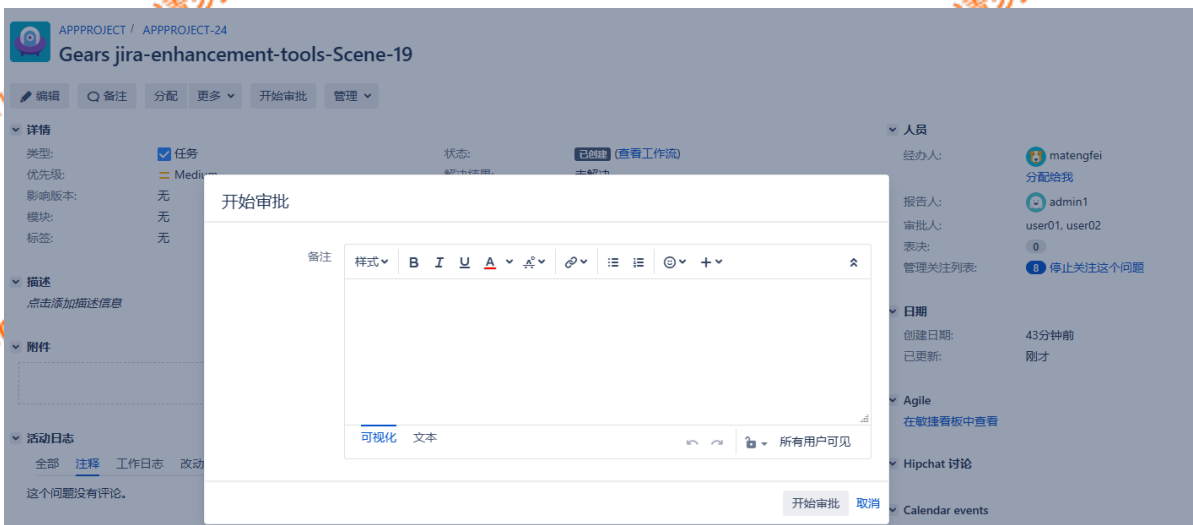 APPPROJECT / APPPROJECT-24
Gears jira-enhancement-tools-Scene-19
编辑 备注 分配 更多 开始审批 管理
详情
类型: 任务 状态: 已创建 (查看工作流)
优先级: Medium 解决结果: 未解决
影响版本: 无
模块: 无
标签: 无
描述
点击添加描述信息
附件
活动日志
全部 注释 工作日志 改动
这个问题没有评论。
开始审批
备注
样式 B I U A
可视化 文本 所有用户可见
开始审批 取消
人员
经办人: matengfei
分配给我
报告人: admin1
审批人: user01, user02
表决: 0
管理关注列表: 8 停止关注这个问题
日期
创建日期: 43分钟前
已更新: 刚才
Agile
在敏捷看板中查看
Hipchat 讨论
Calendar events